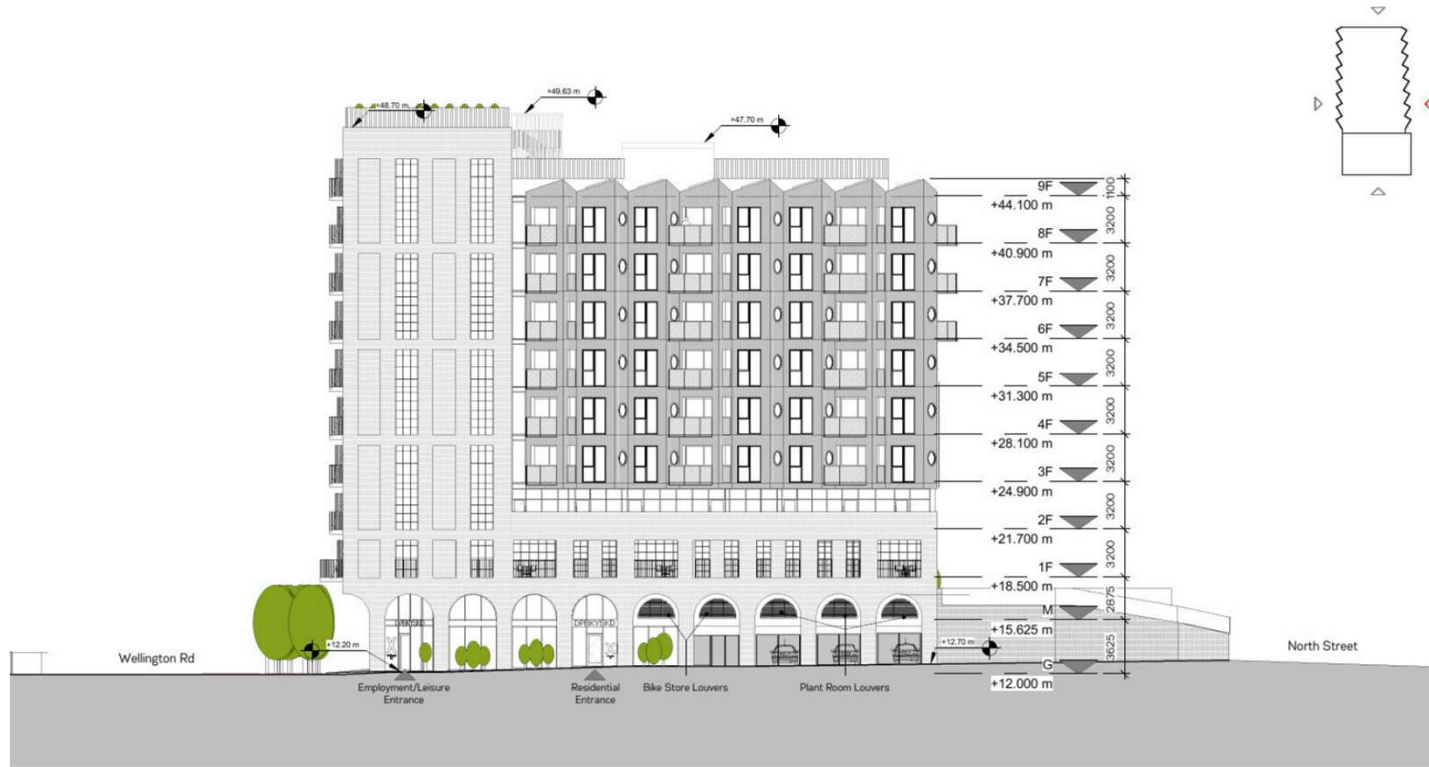 +49.63 m
+48.70 m
+47.70 m
9F
+44.100 m
1100
3200
8F
+40.900 m
3200
7F
+37.700 m
3200
6F
+34.500 m
3200
5F
+31.300 m
3200
4F
+28.100 m
3200
3F
+24.900 m
3200
2F
+21.700 m
3200
1F
+18.500 m
2875
M
+15.625 m
3625
G
+12.000 m
+12.20 m
+12.70 m
Wellington Rd
North Street
Employment/Leisure
Entrance
Residential
Entrance
Bike Store Louvers
Plant Room Louvers